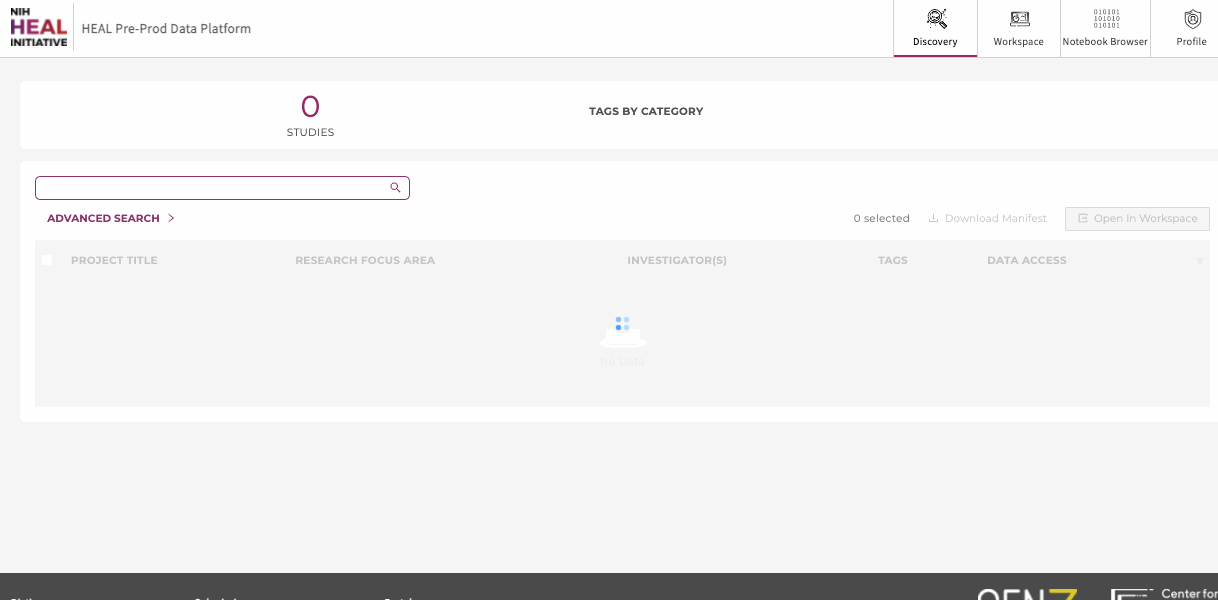 NIH
HEAL
INITIATIVE
HEAL Pre-Prod Data Platform
010101
101010
010101
Discovery
Workspace
Notebook Browser
Profile
0
STUDIES
TAGS BY CATEGORY
ADVANCED SEARCH
0 selected
Download Manifest
Open In Workspace
PROJECT TITLE
RESEARCH FOCUS AREA
INVESTIGATOR(S)
TAGS
DATA ACCESS
No Data
Center for